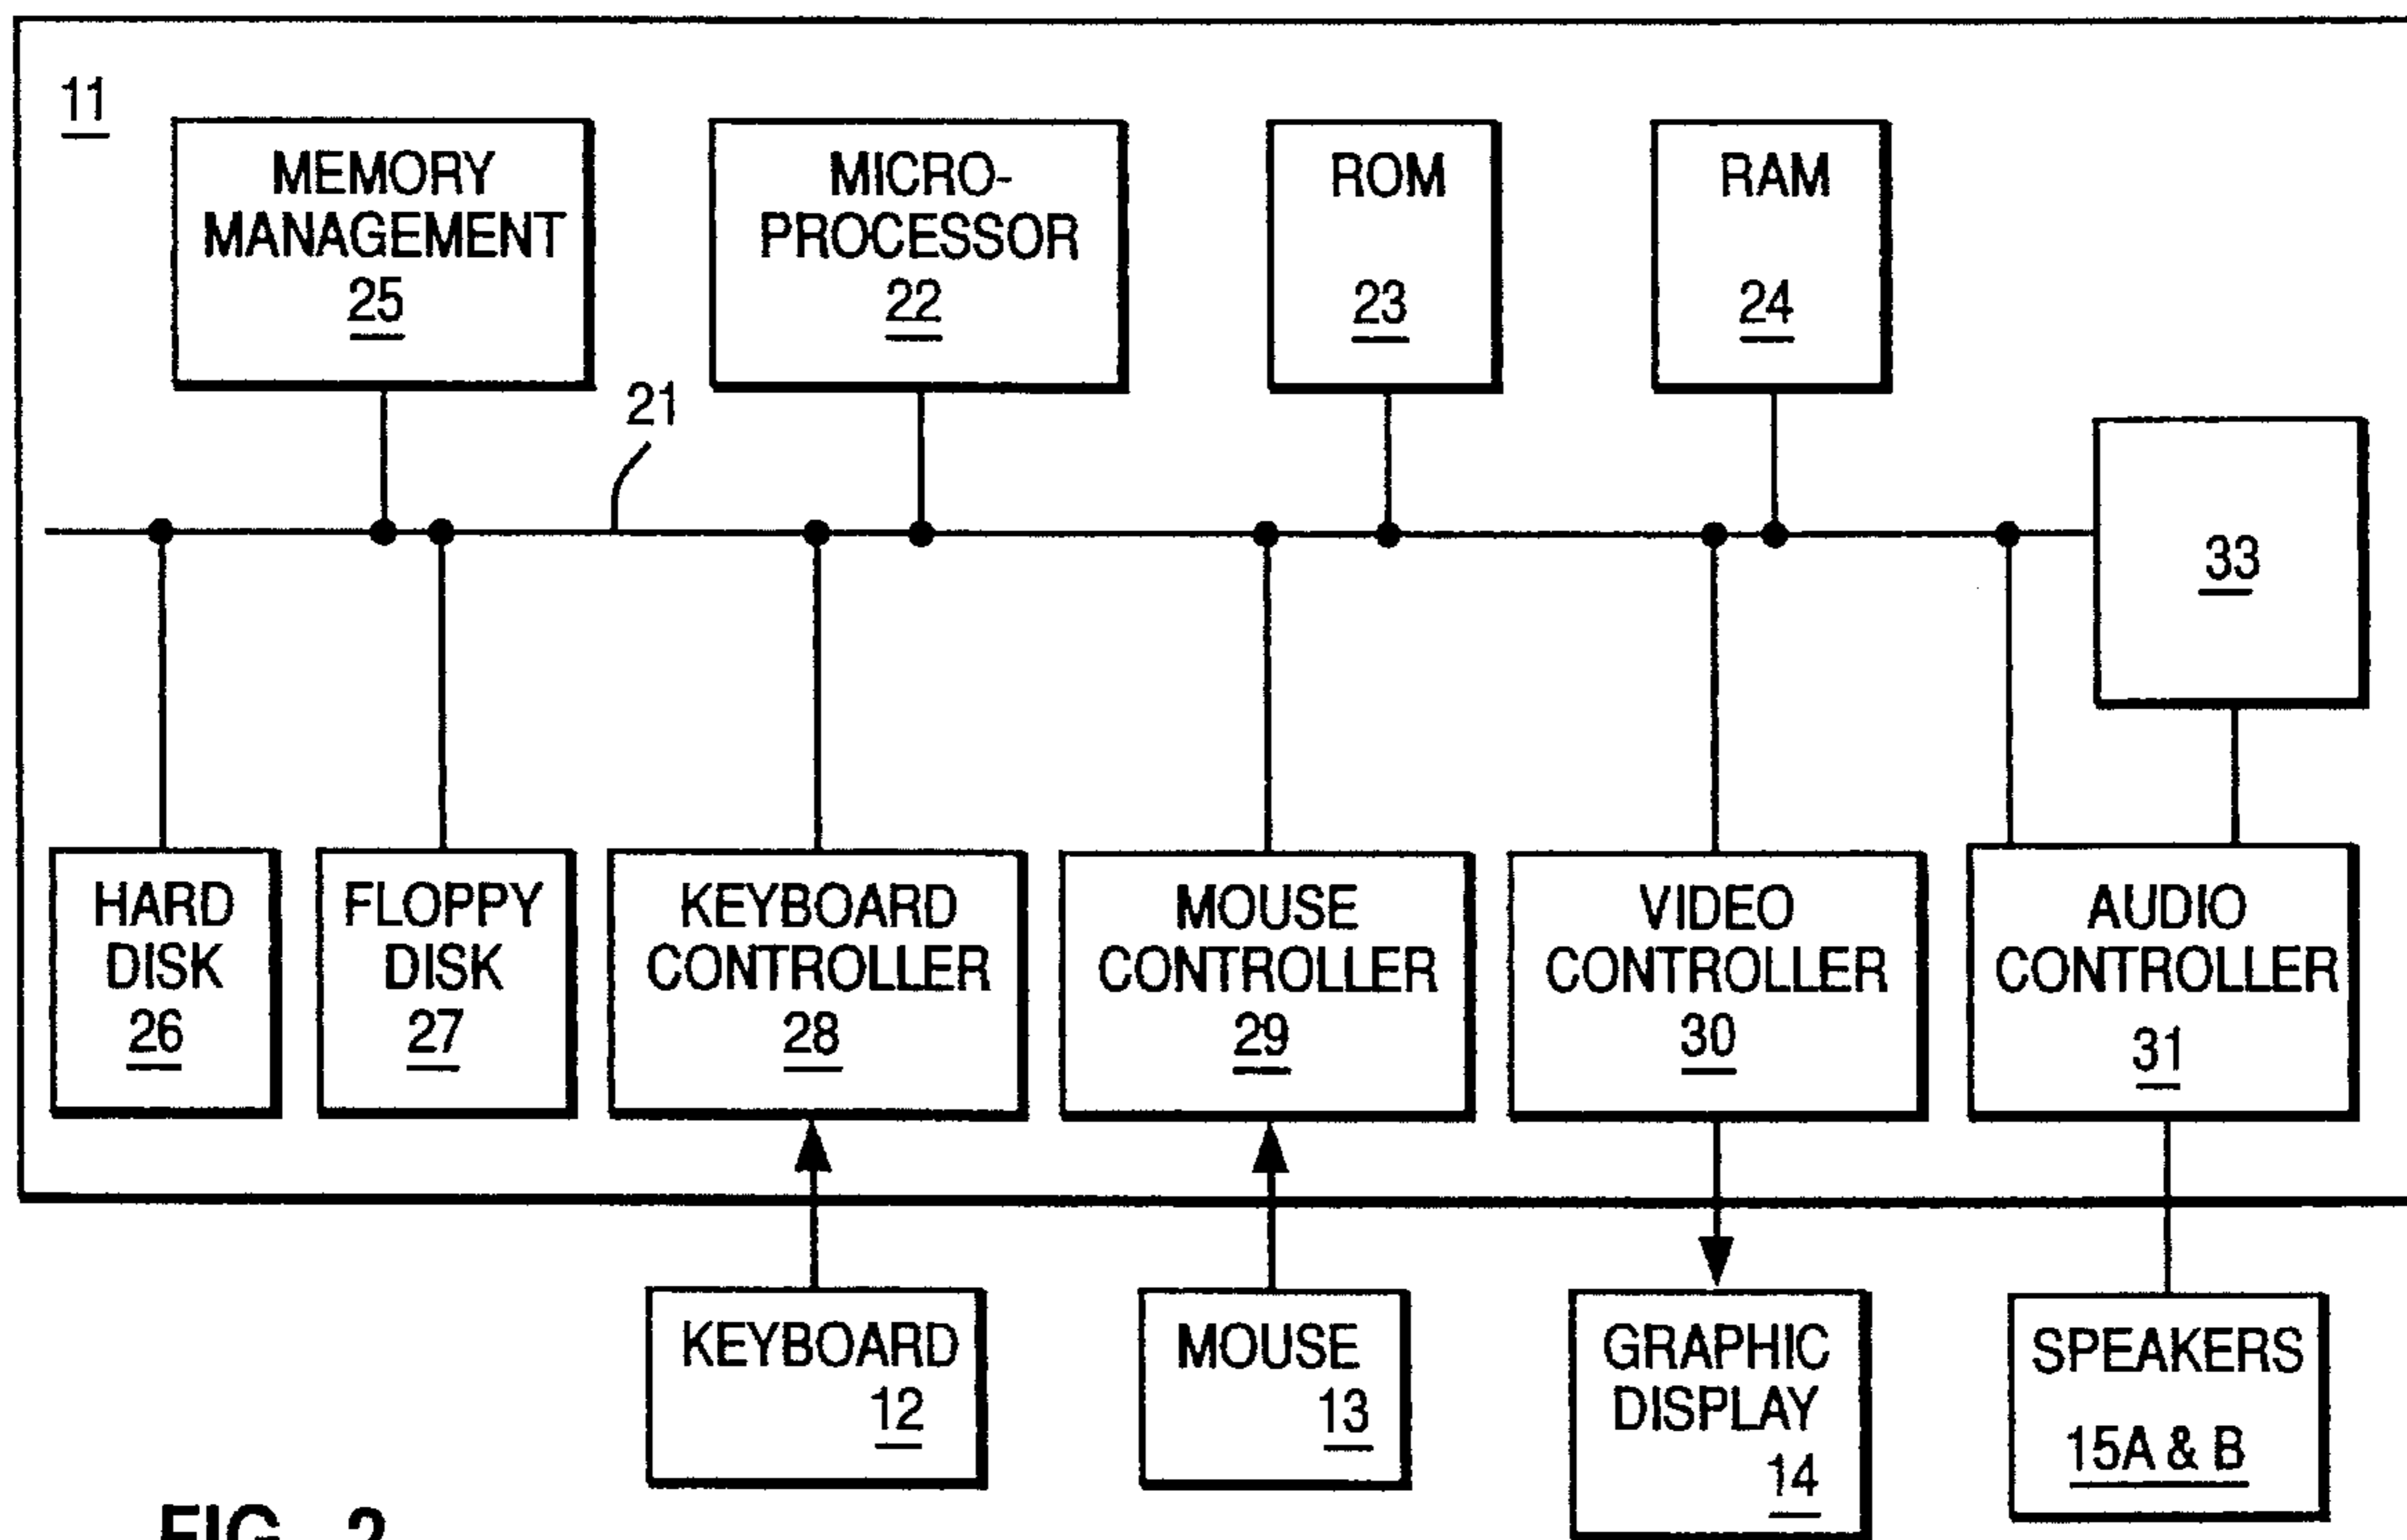 11
MEMORY
MANAGEMENT
25
MICRO-
PROCESSOR
22
ROM
23
RAM
24
21
33
HARD
DISK
26
FLOPPY
DISK
27
KEYBOARD
CONTROLLER
28
MOUSE
CONTROLLER
29
VIDEO
CONTROLLER
30
AUDIO
CONTROLLER
31
KEYBOARD
12
MOUSE
13
GRAPHIC
DISPLAY
14
SPEAKERS
15A & B
FIG. 2